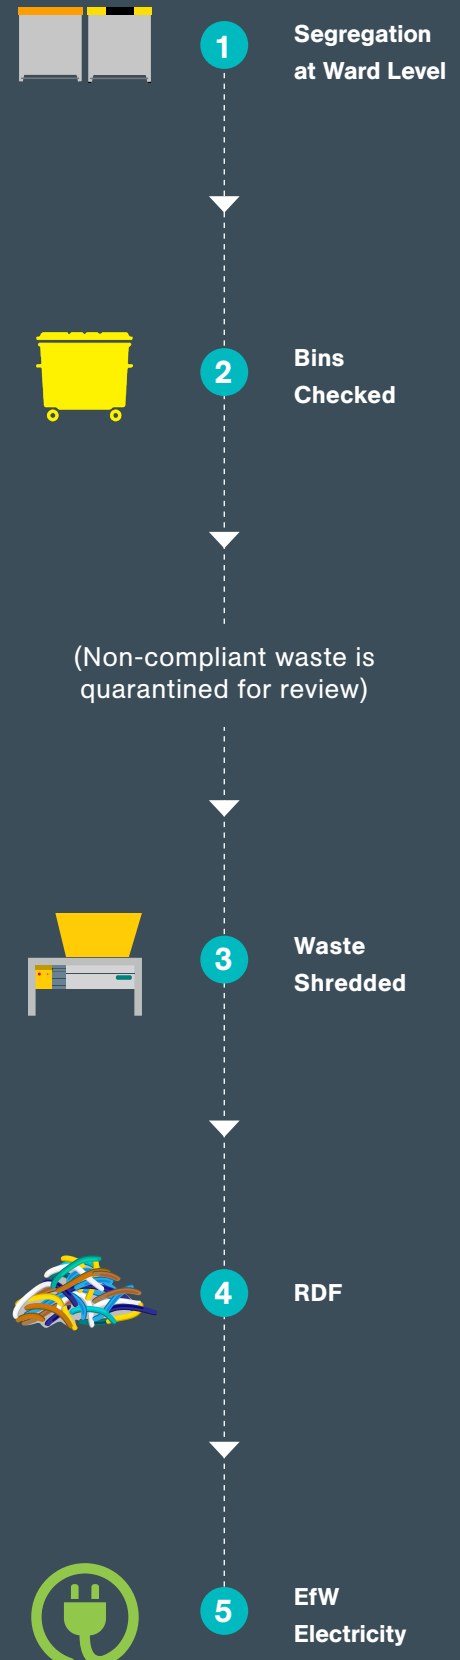 1
Segregation
at Ward Level
2
Bins
Checked
(Non-compliant waste is
quarantined for review)
3
Waste
Shredded
4
RDF
5
EfW
Electricity